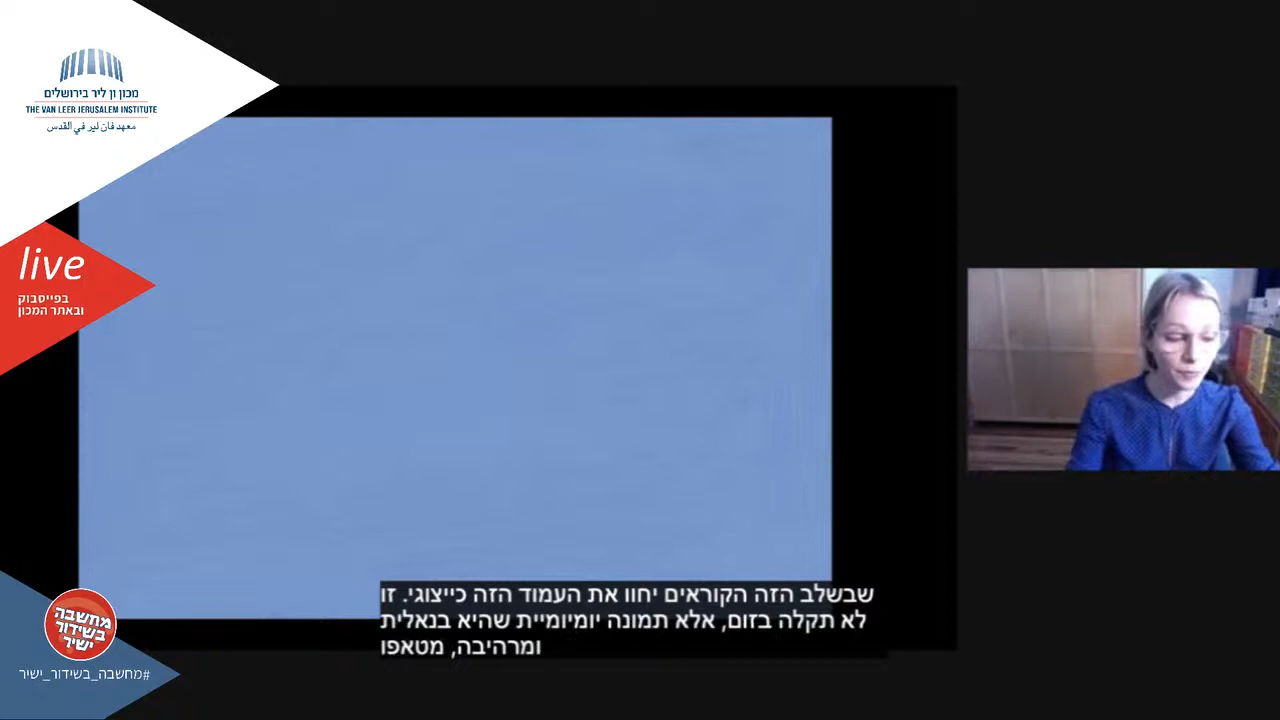 מכון ון ליר בירושלים
THE VAN LEER JERUSALEM INSTITUTE
معهد فان لير في القدس
live
בפייסבוק
ובאתר המכון
שבשלב הזה הקוראים יחוו את העמוד הזה כייצוגי. זו
לא תקלה בזום, אלא תמונה יומיומיית שהיא בנאלית
ומרהיבה, מטאפו
מחשבה
בשידור
ישיר
#מחשבה_בשידור_ישיר